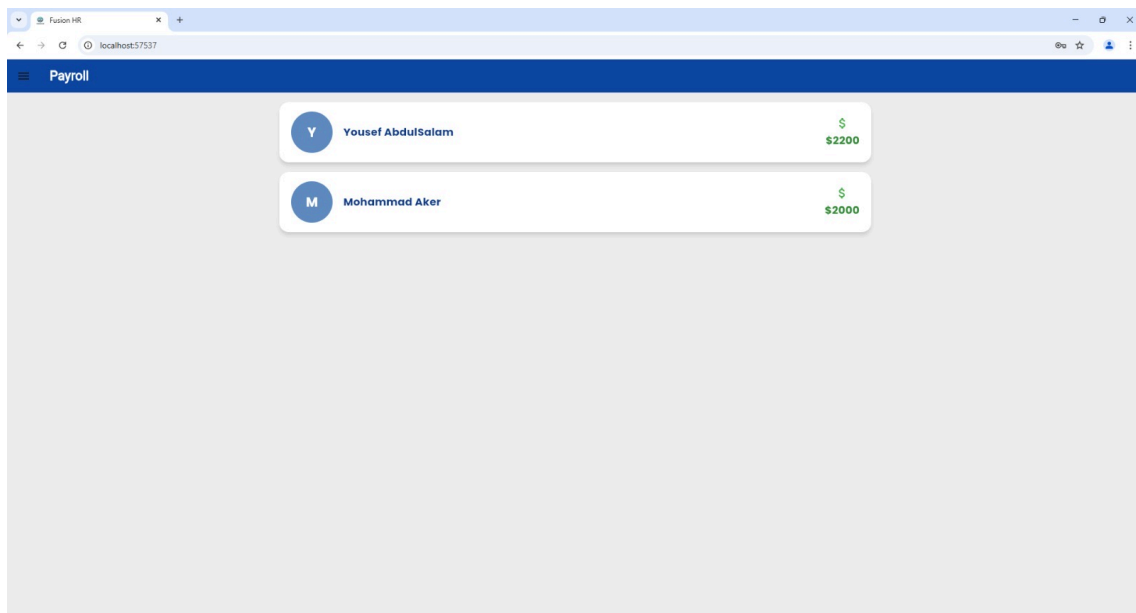 Fusion HR
localhost:57537
Payroll
Y
Yousef AbdulSalam
$
$2200
M
Mohammad Aker
$
$2000